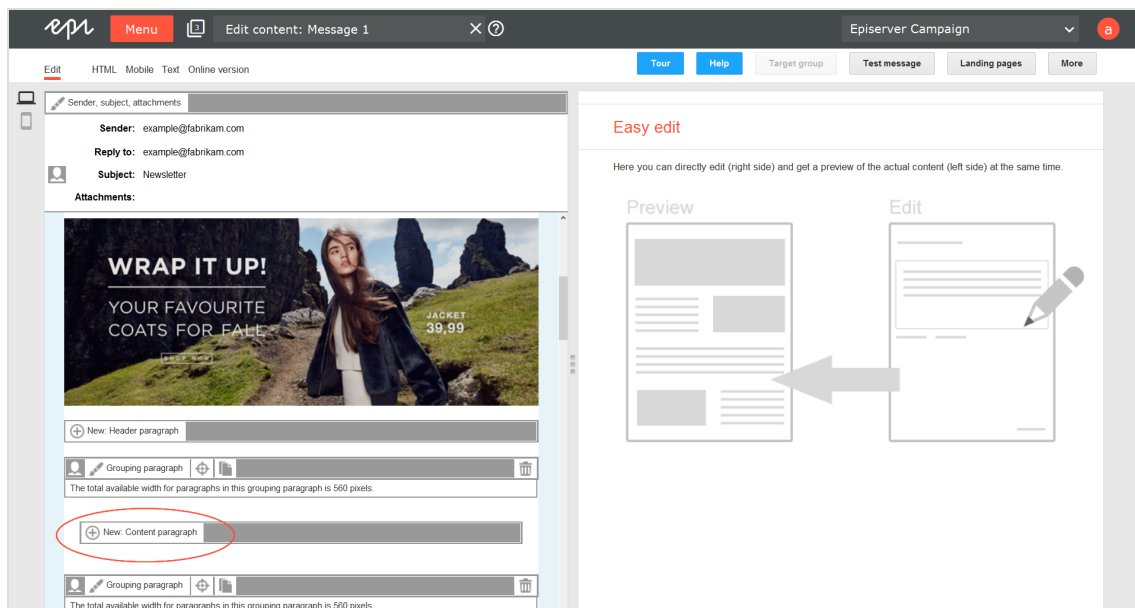 epi Menu 3 Edit content: Message 1 Episerver Campaign a
Edit HTML Mobile Text Online version Tour Help Target group Test message Landing pages More
Sender, subject, attachments
Sender: example@fabrikam.com
Reply to: example@fabrikam.com
Subject: Newsletter
Attachments:
WRAP IT UP!
YOUR FAVOURITE
COATS FOR FALL
SHOP NOW
JACKET
39,99
New: Header paragraph
Grouping paragraph
The total available width for paragraphs in this grouping paragraph is 560 pixels.
New: Content paragraph
Grouping paragraph
The total available width for paragraphs in this grouping paragraph is 560 pixels.
Easy edit
Here you can directly edit (right side) and get a preview of the actual content (left side) at the same time.
Preview Edit